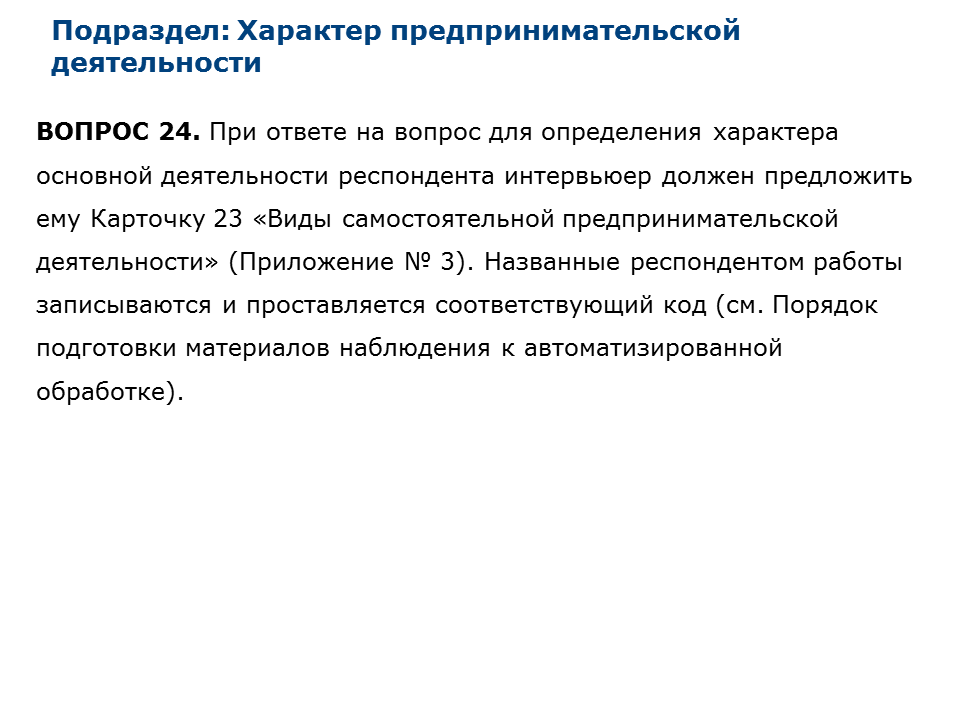 Подраздел: Характер предпринимательской
деятельности
ВОПРОС 24. При ответе на вопрос для определения характера
основной деятельности респондента интервьюер должен предложить
ему Карточку 23 «Виды самостоятельной предпринимательской
деятельности» (Приложение № 3). Названные респондентом работы
записываются и проставляется соответствующий код (см. Порядок
подготовки материалов наблюдения к автоматизированной
обработке).